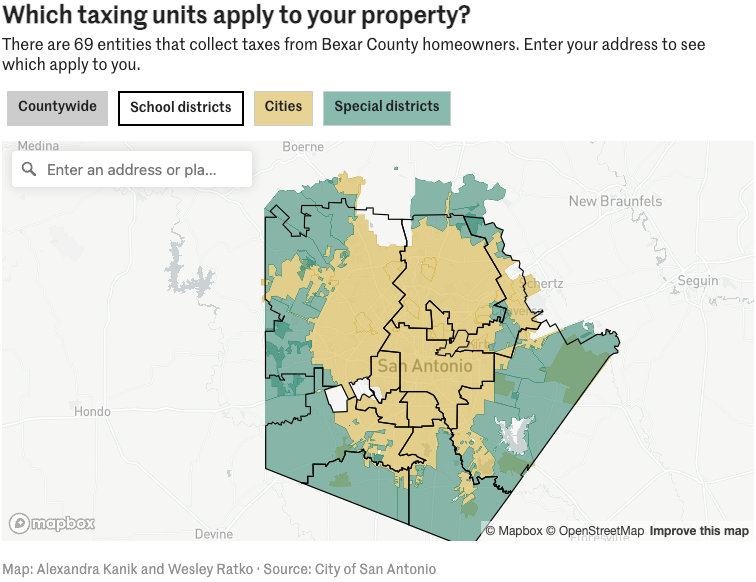 Which taxing units apply to your property?
There are 69 entities that collect taxes from Bexar County homeowners. Enter your address to see
which apply to you.
Countywide
School districts
Cities
Special districts
Medina
Boerne
Enter an address or pla...
New Braunfels
Schertz
Seguin
San Antonio
Hondo
mapbox
Devine
© Mapbox © OpenStreetMap Improve this map
Map: Alexandra Kanik and Wesley Ratko · Source: City of San Antonio